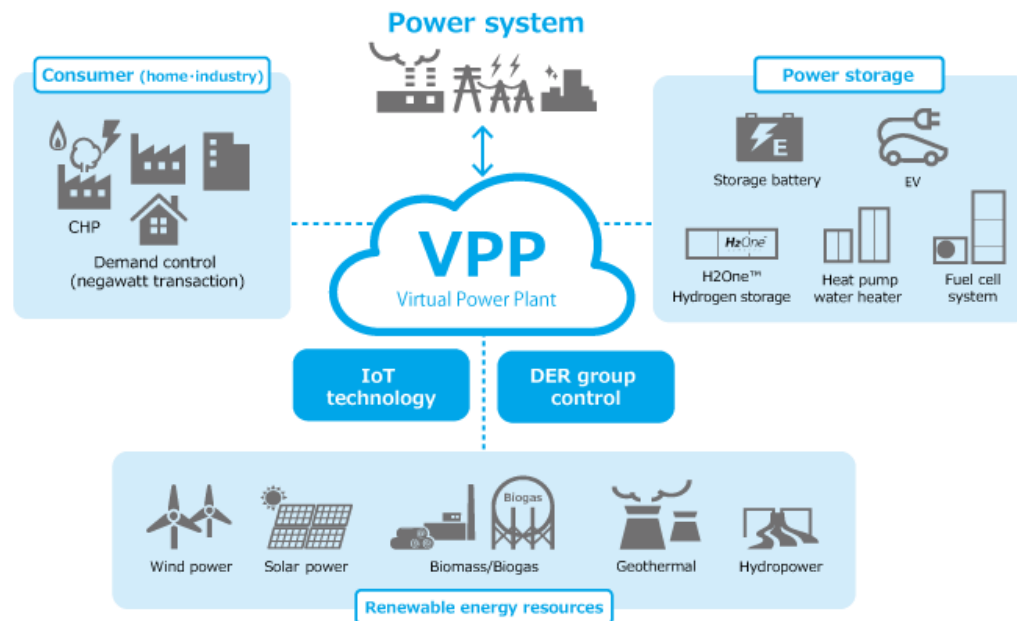 Power system
Consumer (home·industry)
CHP
Demand control
(negawatt transaction)
Power storage
E
Storage battery
EV
H2One™
H2One™
Hydrogen storage
Heat pump
water heater
Fuel cell
system
VPP
Virtual Power Plant
IoT
technology
DER group
control
Wind power
Solar power
Biogas
Biomass/Biogas
Geothermal
Hydropower
Renewable energy resources